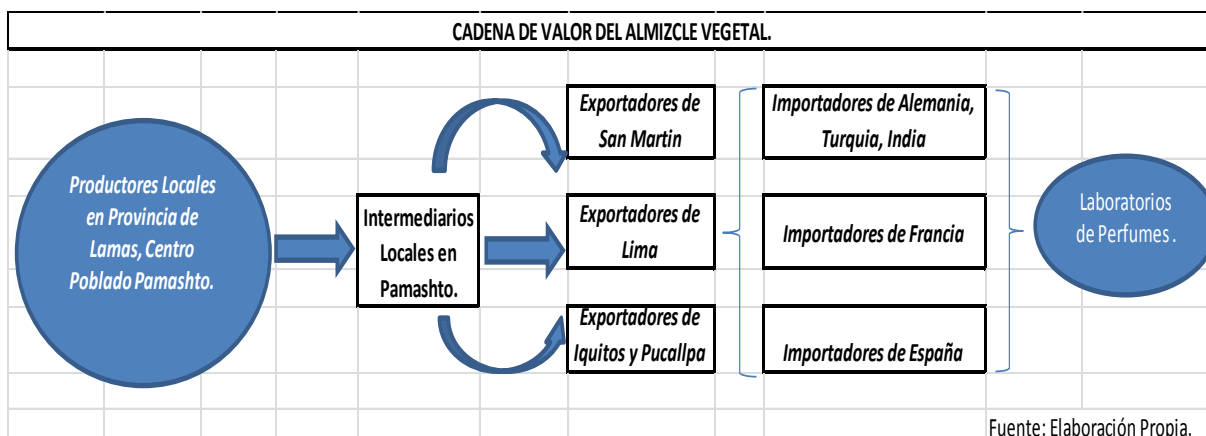 CADENA DE VALOR DEL ALMIZCLE VEGETAL.
Productores Locales
en Provincia de
Lamas, Centro
Poblado Pamashto.
Intermediarios
Locales en
Pamashto.
Exportadores de
San Martin
Exportadores de
Lima
Exportadores de
Iquitos y Pucallpa
Importadores de Alemania,
Turquia, India
Importadores de Francia
Importadores de España
Laboratorios
de Perfumes .
Fuente: Elaboración Propia.